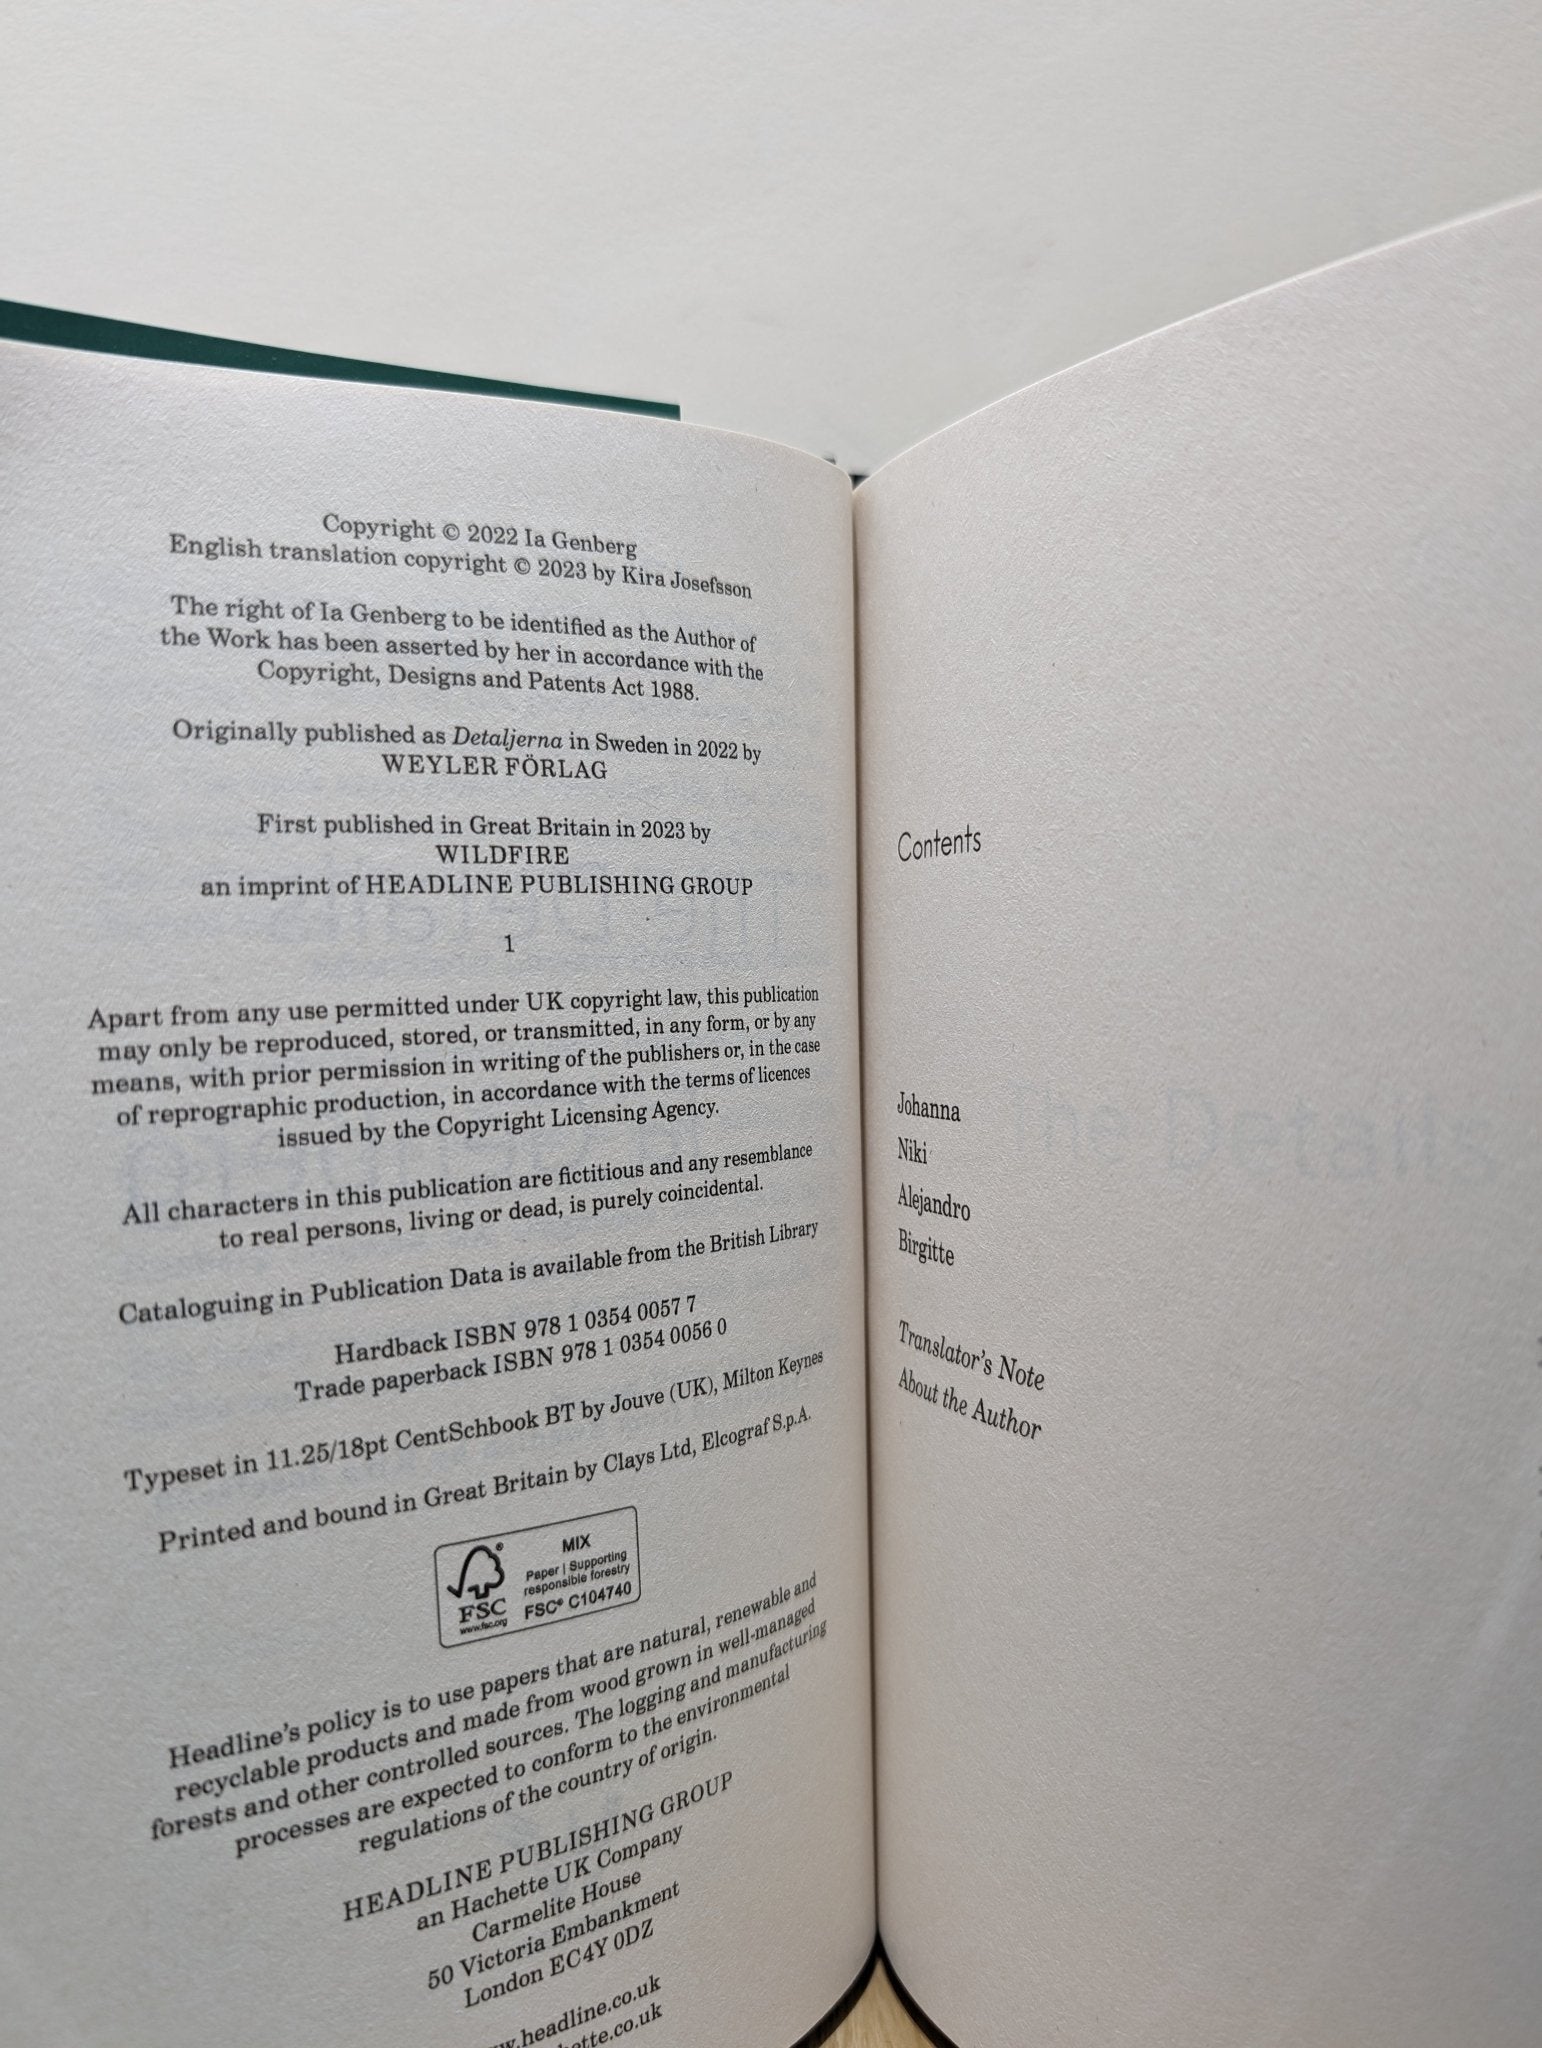 Copyright © 2022 Ia Genberg
English translation copyright © 2023 by Kira Josefsson
The right of Ia Genberg to be identified as the Author of
the Work has been asserted by her in accordance with the
Copyright, Designs and Patents Act 1988.
Originally published as Detaljerna in Sweden in 2022 by
WEYLER FÖRLAG
First published in Great Britain in 2023 by
WILDFIRE
an imprint of HEADLINE PUBLISHING GROUP
1
Apart from any use permitted under UK copyright law, this publication
may only be reproduced, stored, or transmitted, in any form, or by any
means, with prior permission in writing of the publishers or, in the case
of reprographic production, in accordance with the terms of licences
issued by the Copyright Licensing Agency.
All characters in this publication are fictitious and any resemblance
to real persons, living or dead, is purely coincidental.
Cataloguing in Publication Data is available from the British Library
Hardback ISBN 978 1 0354 0057 7
Trade paperback ISBN 978 1 0354 0056 0
Typeset in 11.25/18pt CentSchbook BT by Jouve (UK), Milton Keynes
Printed and bound in Great Britain by Clays Ltd, Elcograf S.p.A.
FSC®
www.fsc.org
MIX
Paper | Supporting
responsible forestry
FSC® C104740
Headline's policy is to use papers that are natural, renewable and
recyclable products and made from wood grown in well-managed
forests and other controlled sources. The logging and manufacturing
processes are expected to conform to the environmental
regulations of the country of origin.
HEADLINE PUBLISHING GROUP
an Hachette UK Company
Carmelite House
50 Victoria Embankment
London EC4Y 0DZ
w.headline.co.uk
ette.co.uk
Contents
Johanna
Niki
Alejandro
Birgitte
Translator's Note
About the Author